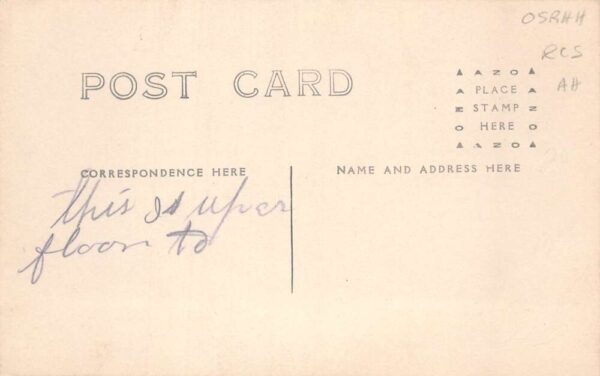 OSRHH
POST CARD
RCS
AH
AZO
PLACE
STAMP
HERE
AZO
CORRESPONDENCE HERE
NAME AND ADDRESS HERE
this is uper
floor to